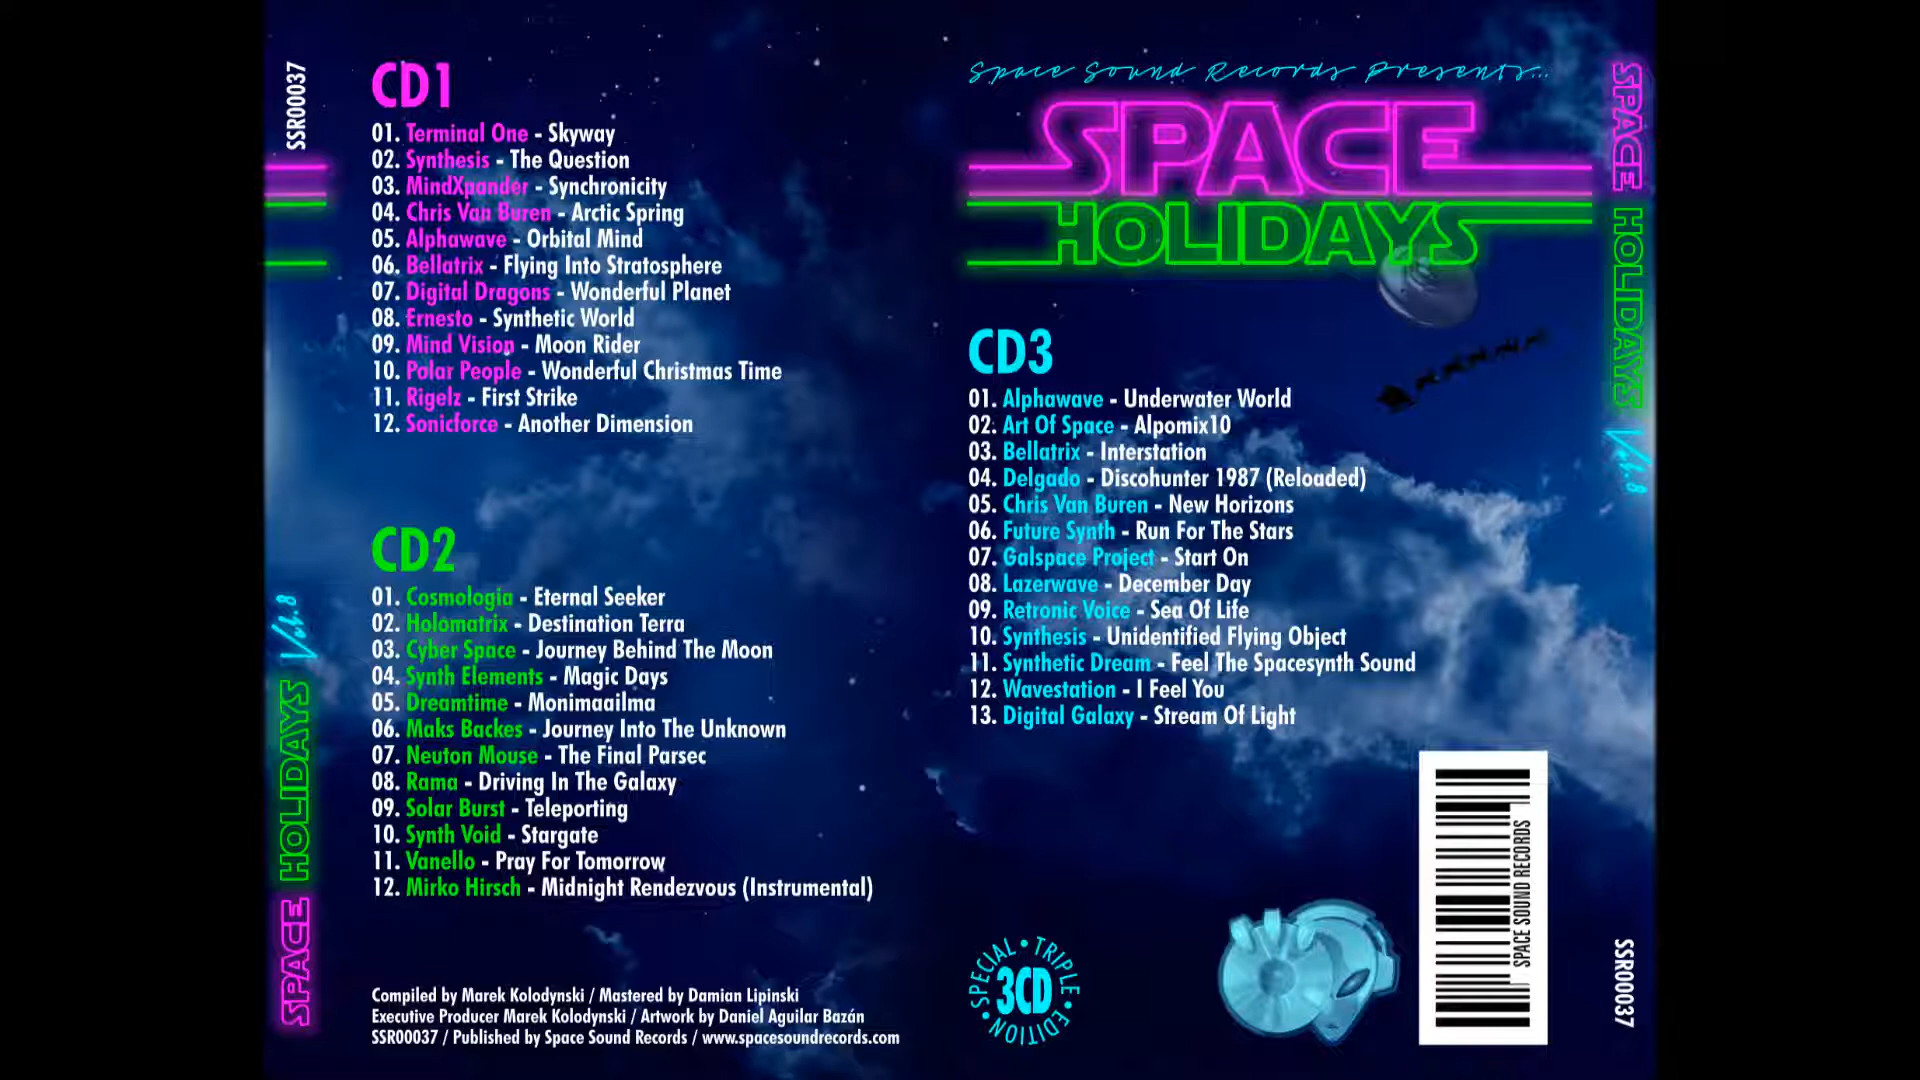 SSR00037
SPACE HOLIDAYS Vol. 8
CD1
01. Terminal One - Skyway
02. Synthesis - The Question
03. MindXpander - Synchronicity
04. Chris Van Buren - Arctic Spring
05. Alphawave - Orbital Mind
06. Bellatrix - Flying Into Stratosphere
07. Digital Dragons - Wonderful Planet
08. Ernesto - Synthetic World
09. Mind Vision - Moon Rider
10. Polar People - Wonderful Christmas Time
11. Rigelz - First Strike
12. Sonicforce - Another Dimension
CD2
01. Cosmologia - Eternal Seeker
02. Holomatrix - Destination Terra
03. Cyber Space - Journey Behind The Moon
04. Synth Elements - Magic Days
05. Dreamtime - Monimaailma
06. Maks Backes - Journey Into The Unknown
07. Neuton Mouse - The Final Parsec
08. Rama - Driving In The Galaxy
09. Solar Burst - Teleporting
10. Synth Void - Stargate
11. Vanello - Pray For Tomorrow
12. Mirko Hirsch - Midnight Rendezvous (Instrumental)
Compiled by Marek Kolodynski / Mastered by Damian Lipinski
Executive Producer Marek Kolodynski / Artwork by Daniel Aguilar Bazán
SSR00037 / Published by Space Sound Records / www.spacesoundrecords.com
Space Sound Records Presents...
SPACE
HOLIDAYS
CD3
01. Alphawave - Underwater World
02. Art Of Space - Alpomix10
03. Bellatrix - Interstation
04. Delgado - Discohunter 1987 (Reloaded)
05. Chris Van Buren - New Horizons
06. Future Synth - Run For The Stars
07. Galspace Project - Start On
08. Lazerwave - December Day
09. Retronic Voice - Sea Of Life
10. Synthesis - Unidentified Flying Object
11. Synthetic Dream - Feel The Spacesynth Sound
12. Wavestation - I Feel You
13. Digital Galaxy - Stream Of Light
SPECIAL • TRIPLE • EDITION •
3CD
SPACE SOUND RECORDS
SPACE HOLIDAYS Vol. 8
SSR00037